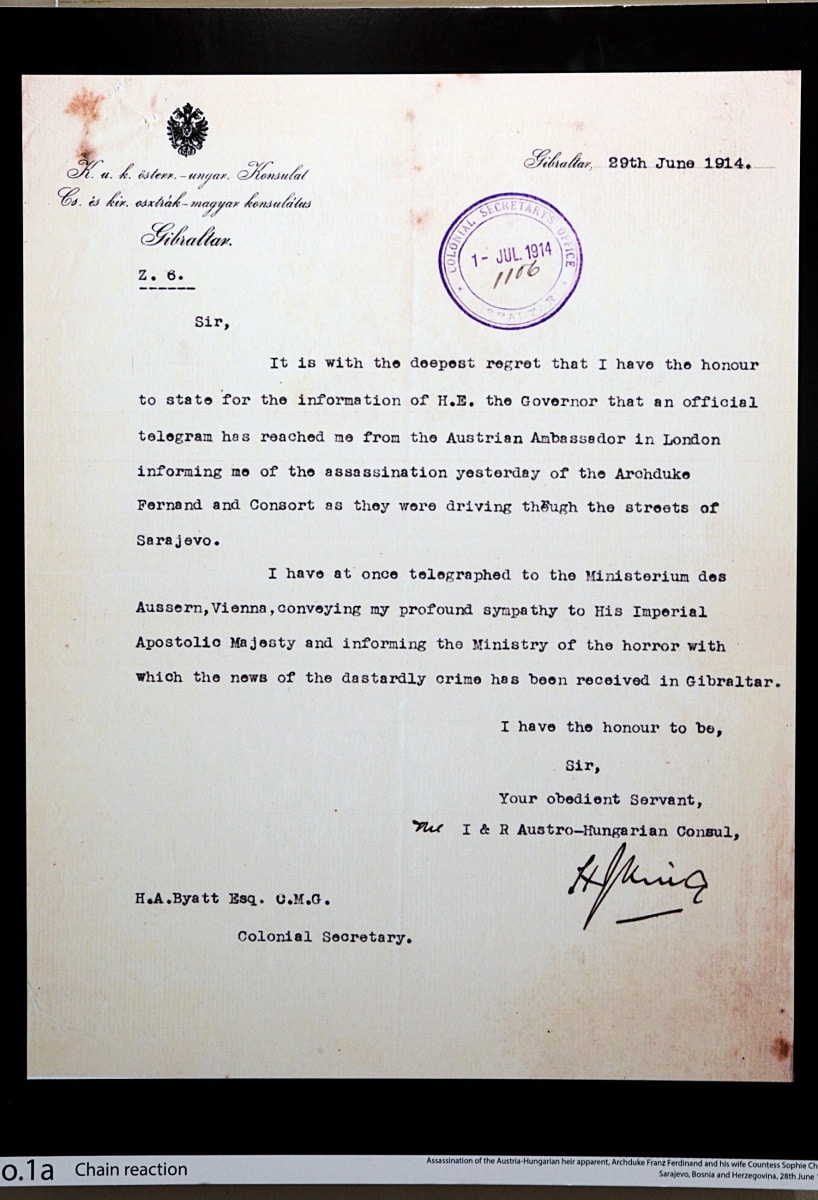 K. u. k. österr.-ungar. Konsulat
Cs. és kir. osztrák-magyar konsulátus
Gibraltar.
Z. 6.
Gibraltar, 29th June 1914.
COLONIAL SECRETARY'S OFFICE
1- JUL. 1914
1106
GIBRALTAR
Sir,
It is with the deepest regret that I have the honour
to state for the information of H.E. the Governor that an official
telegram has reached me from the Austrian Ambassador in London
informing me of the assassination yesterday of the Archduke
Fernand and Consort as they were driving though the streets of
Sarajevo.
I have at once telegraphed to the Ministerium des
Aussern,Vienna,conveying my profound sympathy to His Imperial
Apostolic Majesty and informing the Ministry of the horror with
which the news of the dastardly crime has been received in Gibraltar.
I have the honour to be,
Sir,
Your obedient Servant,
The I & R Austro-Hungarian Consul,
H.A.Byatt Esq. C.M.G.
Colonial Secretary.
o.1a Chain reaction
Assassination of the Austria-Hungarian heir apparent, Archduke Franz Ferdinand and his wife Countess Sophie Ch
Sarajevo, Bosnia and Herzegovina, 28th June